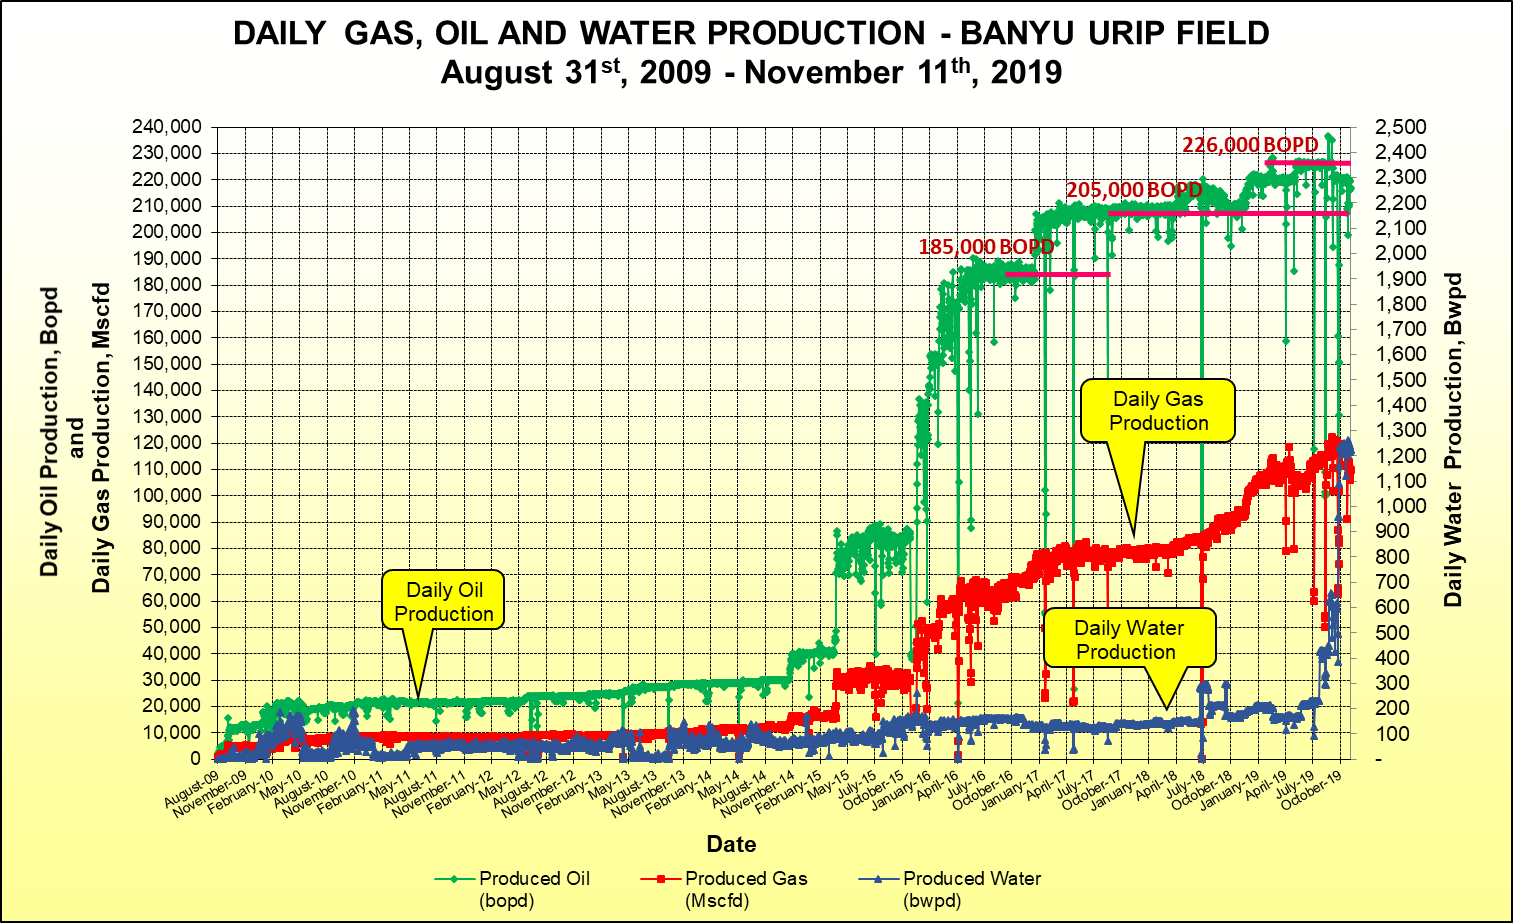 DAILY GAS, OIL AND WATER PRODUCTION - BANYU URIP FIELD
August 31st, 2009 - November 11th, 2019
Daily Oil Production, Bopd
and
Daily Gas Production, Mscfd
240,000
230,000
220,000
210,000
200,000
190,000
180,000
170,000
160,000
150,000
140,000
130,000
120,000
110,000
100,000
90,000
80,000
70,000
60,000
50,000
40,000
30,000
20,000
10,000
0
226,000 BOPD
205,000 BOPD
185,000 BOPD
Daily Gas
Production
Daily Oil
Production
Daily Water
Production
2,500
2,400
2,300
2,200
2,100
2,000
1,900
1,800
1,700
1,600
1,500
1,400
1,300
1,200
1,100
1,000
900
800
700
600
500
400
300
200
100
-
Daily Water Production, Bwpd
August-09
November-09
February-10
May-10
August-10
November-10
February-11
May-11
August-11
November-11
February-12
May-12
August-12
November-12
February-13
May-13
August-13
November-13
February-14
May-14
August-14
November-14
February-15
May-15
July-15
October-15
January-16
April-16
July-16
October-16
January-17
April-17
July-17
October-17
January-18
April-18
July-18
October-18
January-19
April-19
July-19
October-19
Date
Produced Oil
(bopd)
Produced Gas
(Mscfd)
Produced Water
(bwpd)